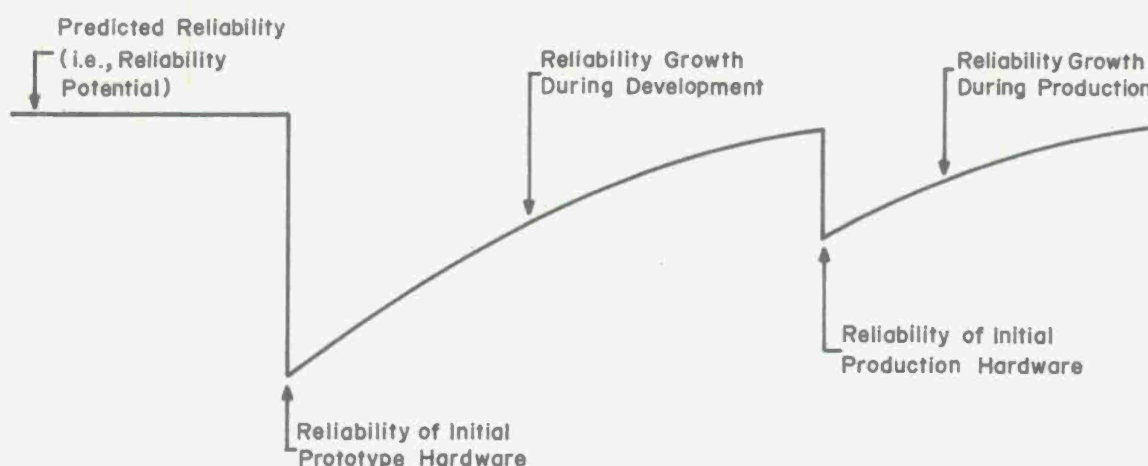 Predicted Reliability
(i.e., Reliability
Potential)
Reliability Growth
During Development
Reliability Growth
During Production
Reliability of Initial
Production Hardware
Reliability of Initial
Prototype Hardware